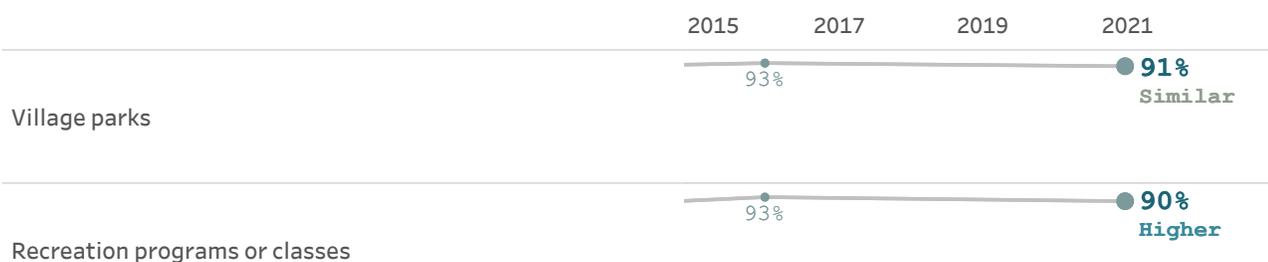 2015 2017 2019 2021
93%
91%
Similar
Village parks
93%
90%
Higher
Recreation programs or classes